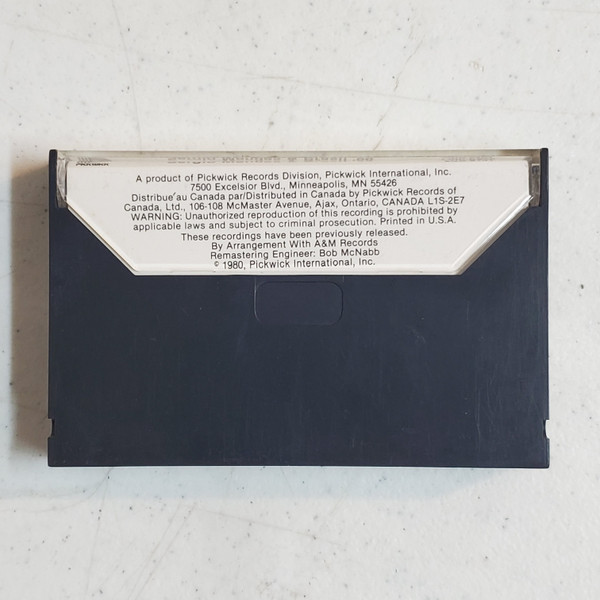 A product of Pickwick Records Division, Pickwick International, Inc.
7500 Excelsior Blvd., Minneapolis, MN 55426
Distribue´au Canada par/Distributed in Canada by Pickwick Records of
Canada, Ltd., 106-108 McMaster Avenue, Ajax, Ontario, CANADA L1S-2E7
WARNING: Unauthorized reproduction of this recording is prohibited by
applicable laws and subject to criminal prosecution. Printed in U.S.A.
These recordings have been previously released.
By Arrangement With A&M Records
Remastering Engineer: Bob McNabb
© 1980, Pickwick International, Inc.